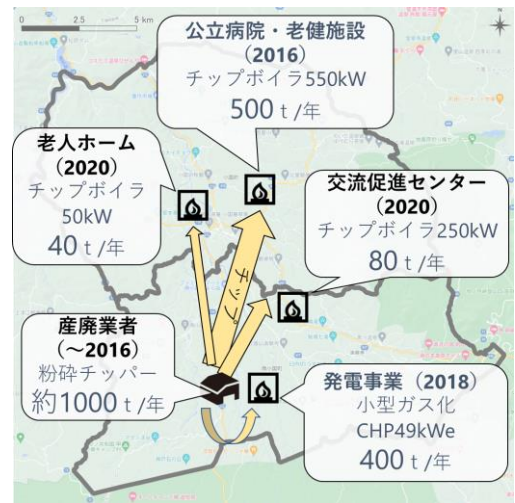 0 2.5 5 km
公立病院・老健施設
(2016)
チップボイラ550kW
500 t /年
老人ホーム
(2020)
チップボイラ
50kW
40 t /年
交流促進センター
(2020)
チップボイラ250kW
80 t /年
チップ
産廃業者
(～2016)
粉砕チッパー
約1000 t /年
発電事業 (2018)
小型ガス化
CHP49kWe
400 t /年